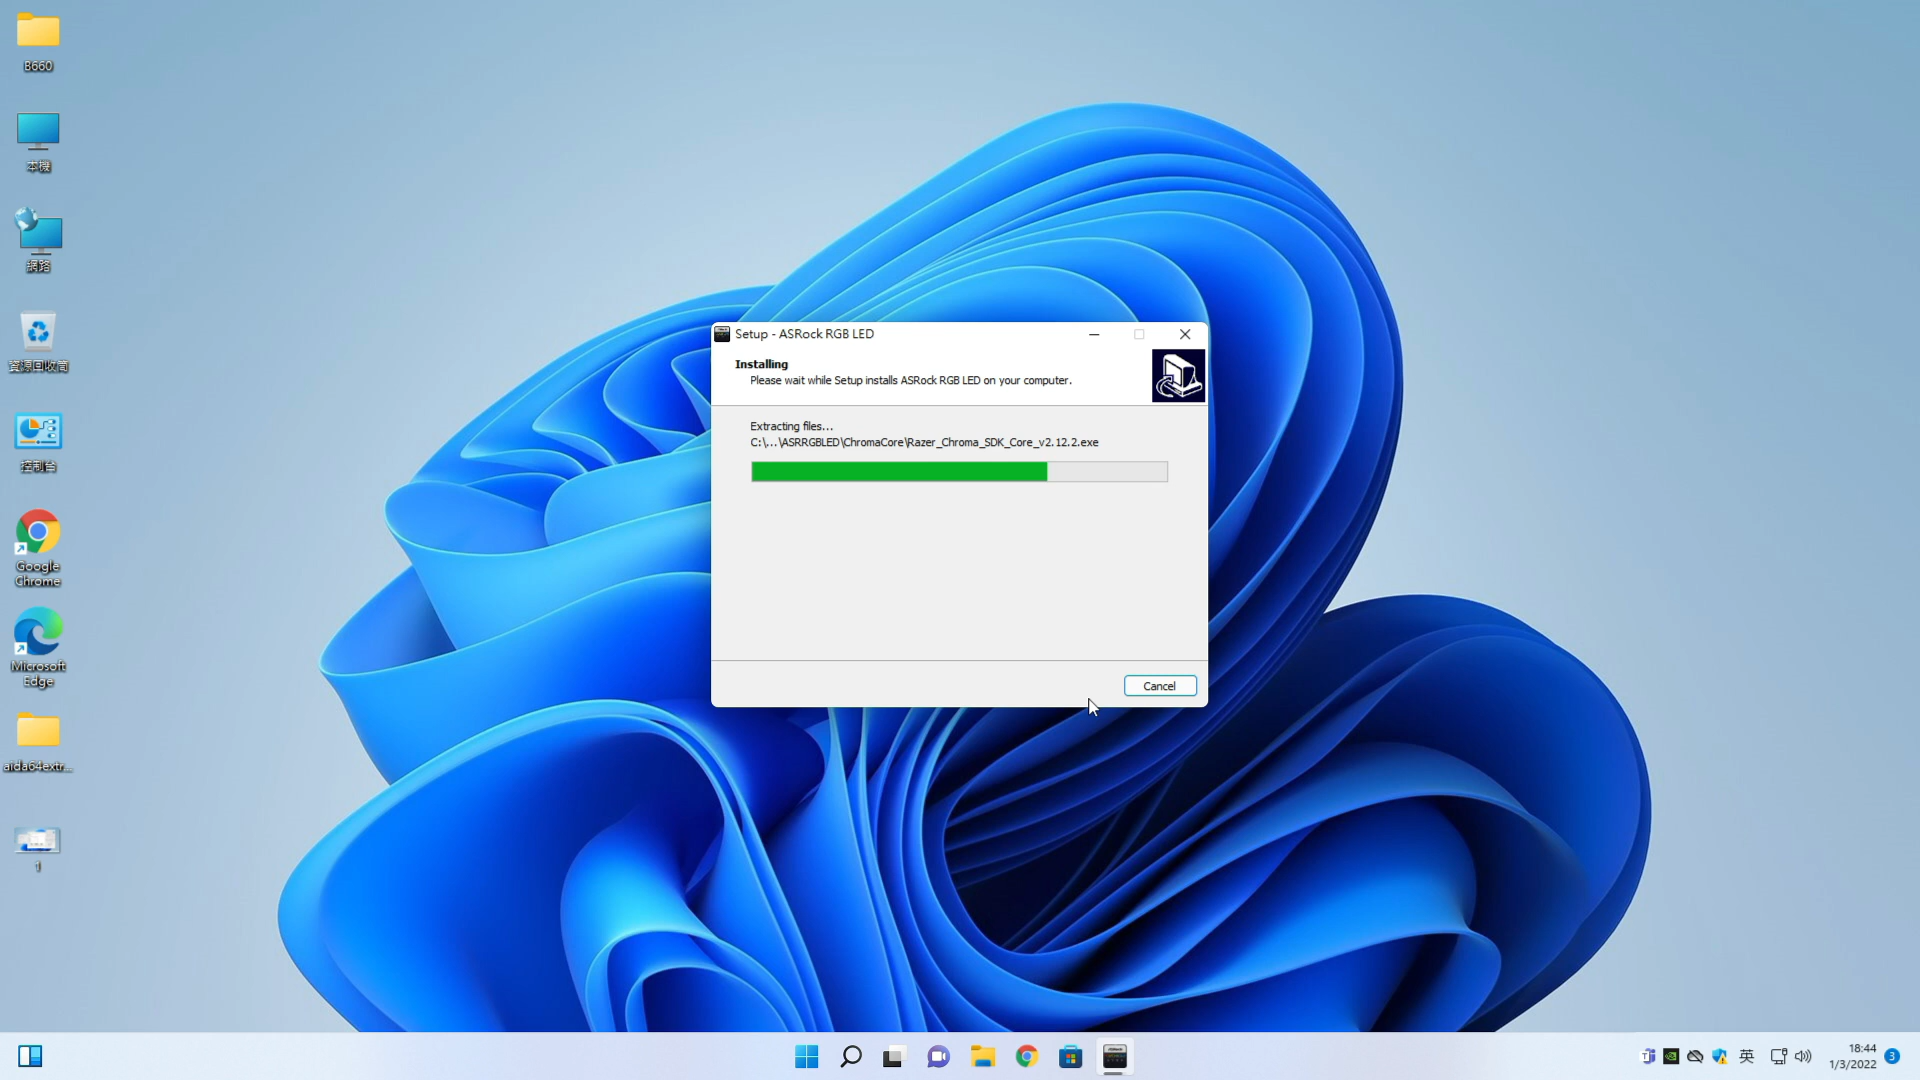 B660
本機
網路
資源回收筒
控制台
Google
Chrome
Microsoft
Edge
aida64extr...
1
Setup - ASRock RGB LED
Installing
Please wait while Setup installs ASRock RGB LED on your computer.
Extracting files...
C:\...\ASRRGBLED\ChromaCore\Razer_Chroma_SDK_Core_v2.12.2.exe
Cancel
英
18:44
1/3/2022
3